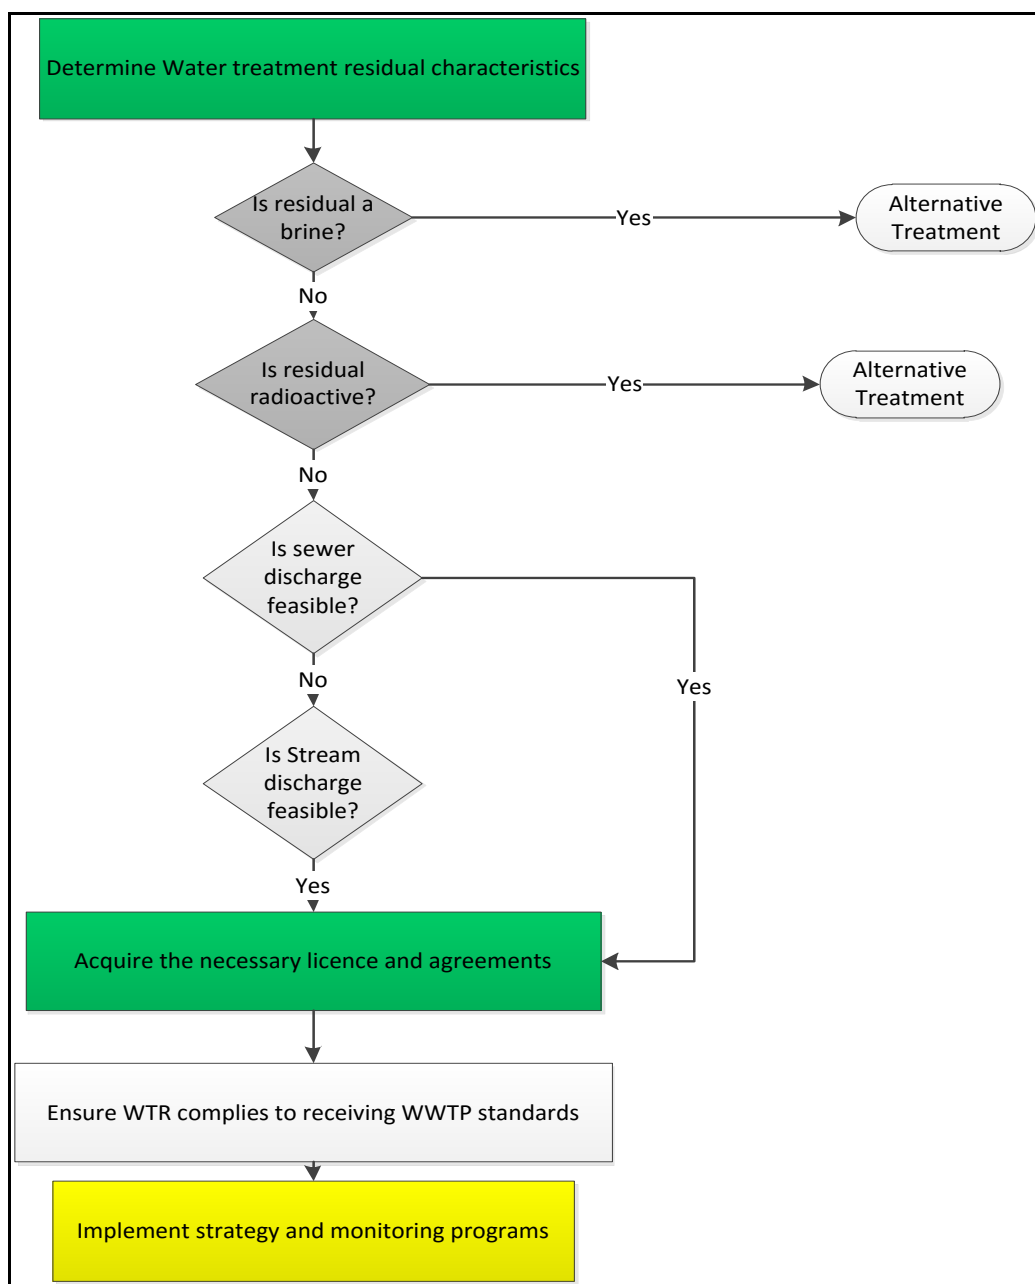 Determine Water treatment residual characteristics
Is residual a
brine?
Yes
Alternative
Treatment
No
Is residual
radioactive?
Yes
Alternative
Treatment
No
Is sewer
discharge
feasible?
No
Yes
Is Stream
discharge
feasible?
Yes
Acquire the necessary licence and agreements
Ensure WTR complies to receiving WWTP standards
Implement strategy and monitoring programs